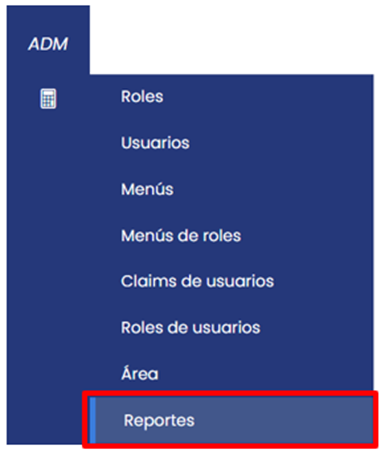 ADM
Roles
Usuarios
Menús
Menús de roles
Claims de usuarios
Roles de usuarios
Área
Reportes